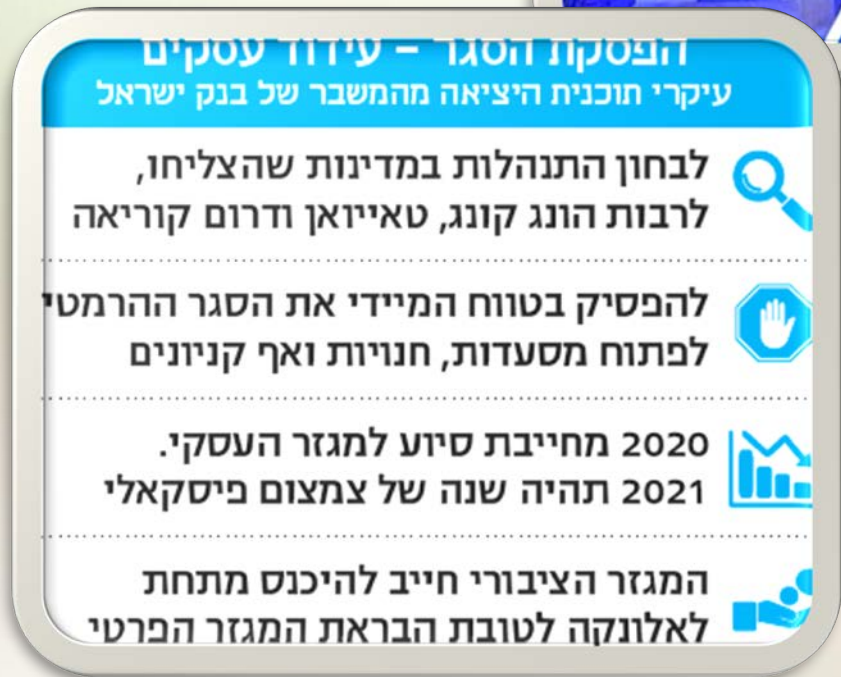 הפסקת הסגר – עידוד עסקים
עיקרי תוכנית היציאה מהמשבר של בנק ישראל
לבחון התנהלות במדינות שהצליחו,
לרבות הונג קונג, טאייואן ודרום קוריאה
להפסיק בטווח המיידי את הסגר ההרמטי
לפתוח מסעדות, חנויות ואף קניונים
2020 מחייבת סיוע למגזר העסקי.
2021 תהיה שנה של צמצום פיסקאלי
המגזר הציבורי חייב להיכנס מתחת
לאלונקה לטובת הבראת המגזר הפרטי